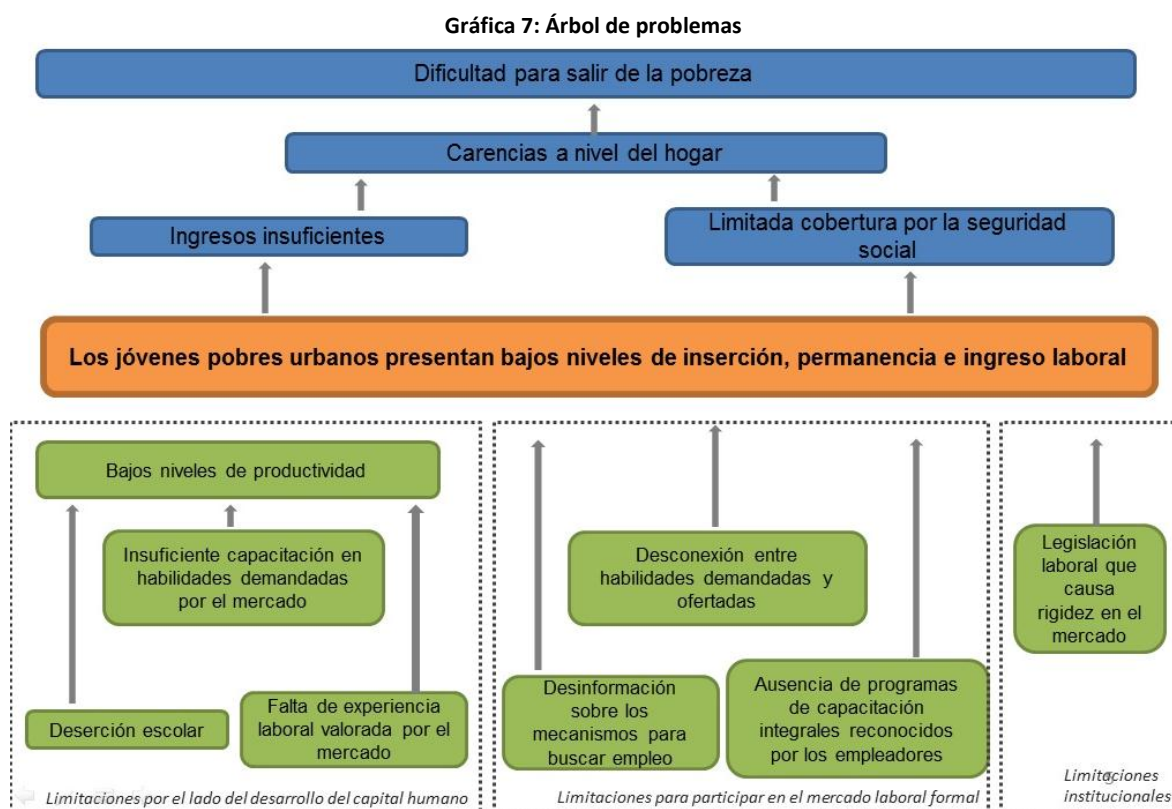 Gráfica 7: Árbol de problemas
Dificultad para salir de la pobreza
Carencias a nivel del hogar
Ingresos insuficientes
Limitada cobertura por la seguridad
social
Los jóvenes pobres urbanos presentan bajos niveles de inserción, permanencia e ingreso laboral
Bajos niveles de productividad
Insuficiente capacitación en
habilidades demandadas
por el mercado
Deserción escolar
Falta de experiencia
laboral valorada por el
mercado
Limitaciones por el lado del desarrollo del capital humano
Desconexión entre
habilidades demandadas y
ofertadas
Desinformación
sobre los
mecanismos para
buscar empleo
Ausencia de programas
de capacitación
integrales reconocidos
por los empleadores
Limitaciones para participar en el mercado laboral formal
Legislación
laboral que
causa
rigidez en el
mercado
Limitaciones
institucionales